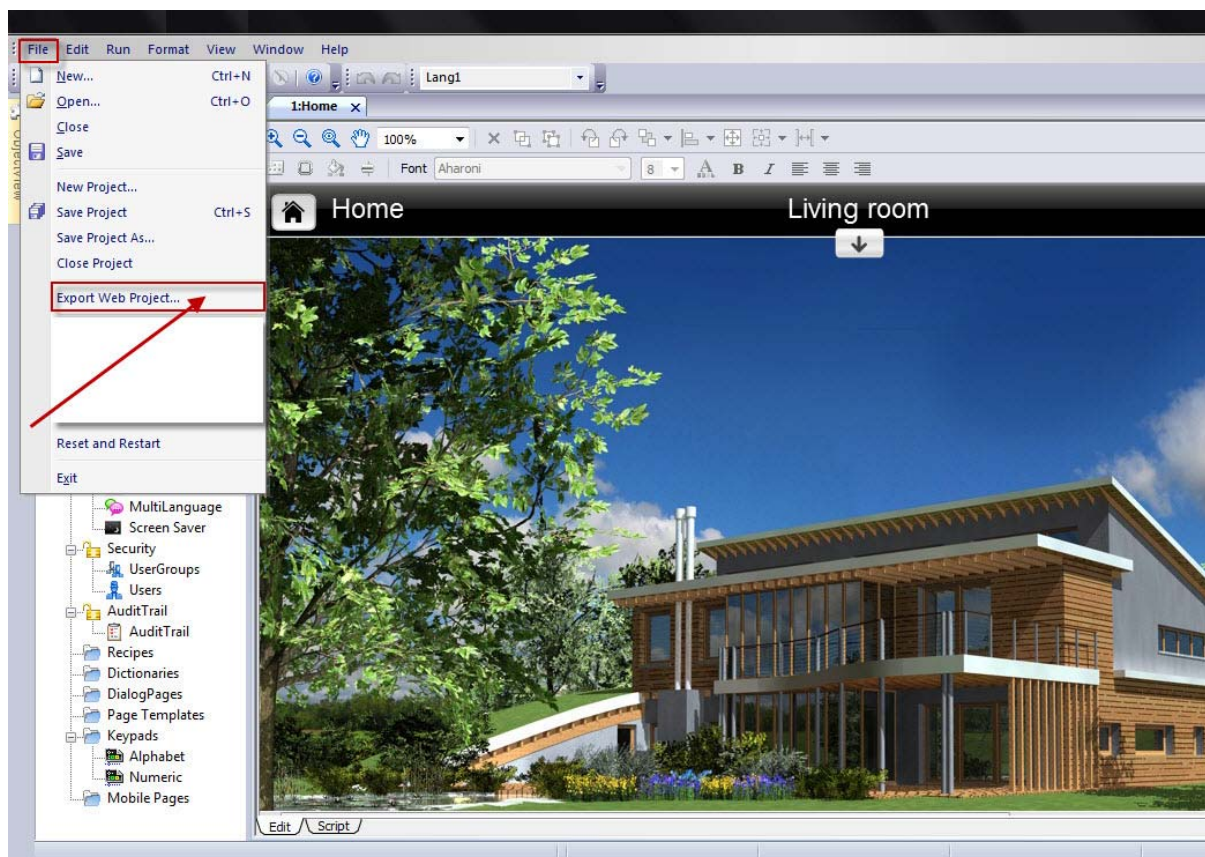 File Edit Run Format View Window Help
New... Ctrl+N
Lang1
Open... Ctrl+O
1:Home X
Close
100%
Save
Font Aharoni 8 A B I
New Project...
Save Project Ctrl+S
Home Living room
Save Project As...
Close Project
Export Web Project...
Reset and Restart
Exit
ObjectView
MultiLanguage
Screen Saver
Security
UserGroups
Users
AuditTrail
AuditTrail
Recipes
Dictionaries
DialogPages
Page Templates
Keypads
Alphabet
Numeric
Mobile Pages
Edit Script